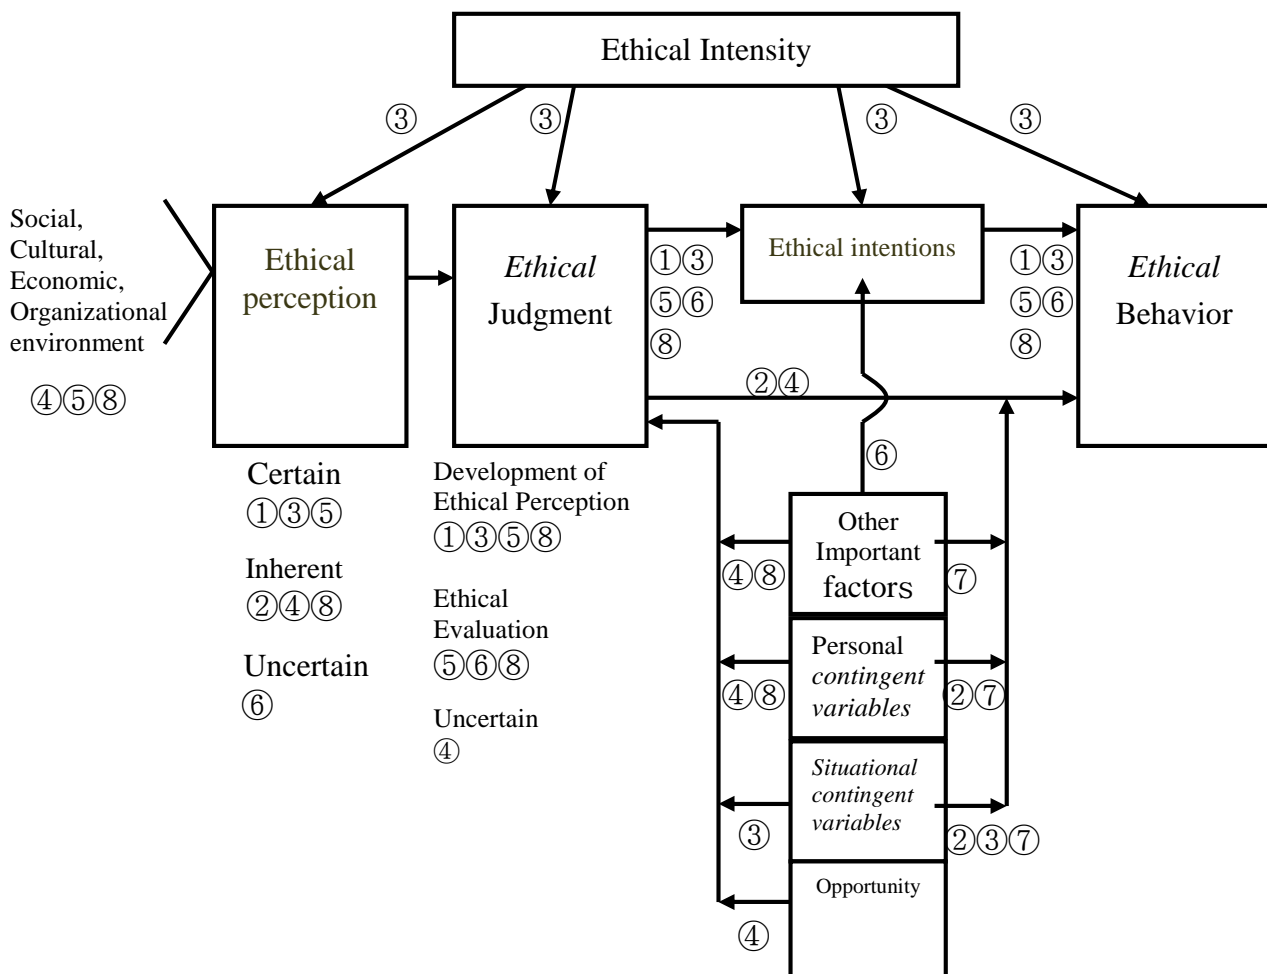 Ethical Intensity
③
③
③
③
Social,
Cultural,
Economic,
Organizational
environment
④⑤⑧
Ethical
perception
Ethical
Judgment
①③
⑤⑥
⑧
Ethical intentions
①③
⑤⑥
⑧
Ethical
Behavior
②④
⑥
Certain
①③⑤
Inherent
②④⑧
Uncertain
⑥
Development of
Ethical Perception
①③⑤⑧
Ethical
Evaluation
⑤⑥⑧
Uncertain
④
Other
Important
factors
④⑧
⑦
Personal
contingent
variables
④⑧
②⑦
Situational
contingent
variables
③
②③⑦
Opportunity
④